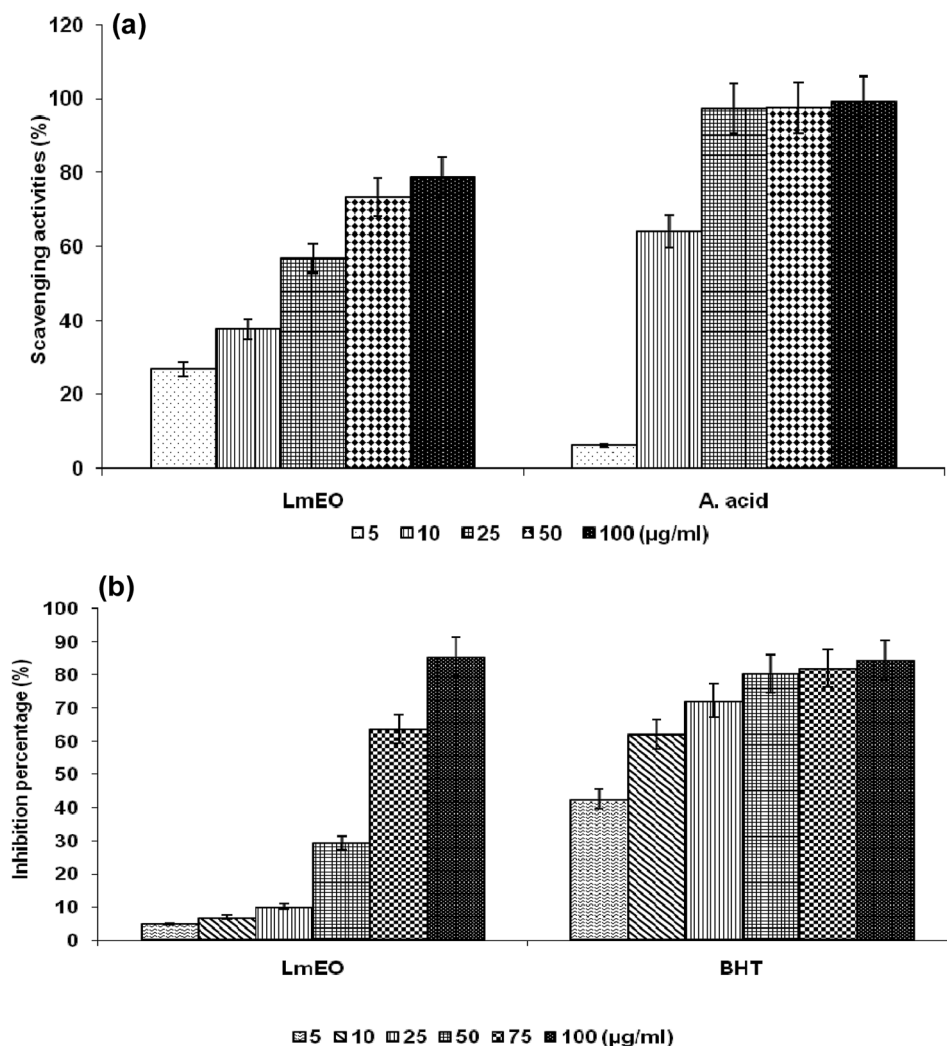 (a)
120
100
80
60
40
20
0
Scavenging activities (%)
LmEO A. acid
5 10 25 50 100 (µg/ml)
(b)
100
90
80
70
60
50
40
30
20
10
0
Inhibition percentage (%)
LmEO BHT
5 10 25 50 75 100 (µg/ml)